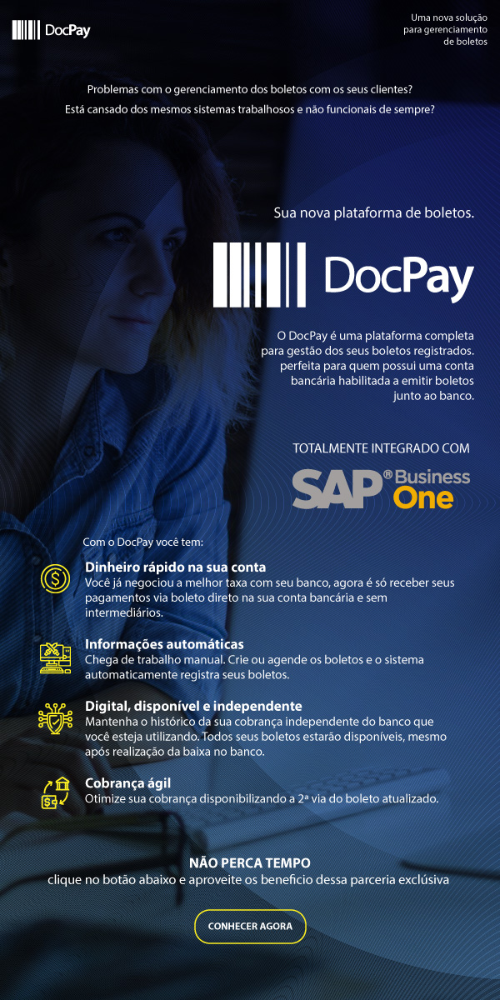 DocPay
Uma nova solução
para gerenciamento
de boletos
Problemas com o gerenciamento dos boletos com os seus clientes?
Está cansado dos mesmos sistemas trabalhosos e não funcionais de sempre?
Sua nova plataforma de boletos.
DocPay
O DocPay é uma plataforma completa
para gestão dos seus boletos registrados.
perfeita para quem possui uma conta
bancária habilitada a emitir boletos
junto ao banco.
TOTALMENTE INTEGRADO COM
SAP® Business
One
Com o DocPay você tem:
Dinheiro rápido na sua conta
Você já negociou a melhor taxa com seu banco, agora é só receber seus
pagamentos via boleto direto na sua conta bancária e sem
intermediários.
Informações automáticas
Chega de trabalho manual. Crie ou agende os boletos e o sistema
automaticamente registra seus boletos.
Digital, disponível e independente
Mantenha o histórico da sua cobrança independente do banco que
você esteja utilizando. Todos seus boletos estarão disponíveis, mesmo
após realização da baixa no banco.
Cobrança ágil
Otimize sua cobrança disponibilizando a 2ª via do boleto atualizado.
NÃO PERCA TEMPO
clique no botão abaixo e aproveite os beneficio dessa parceria exclúsiva
CONHECER AGORA